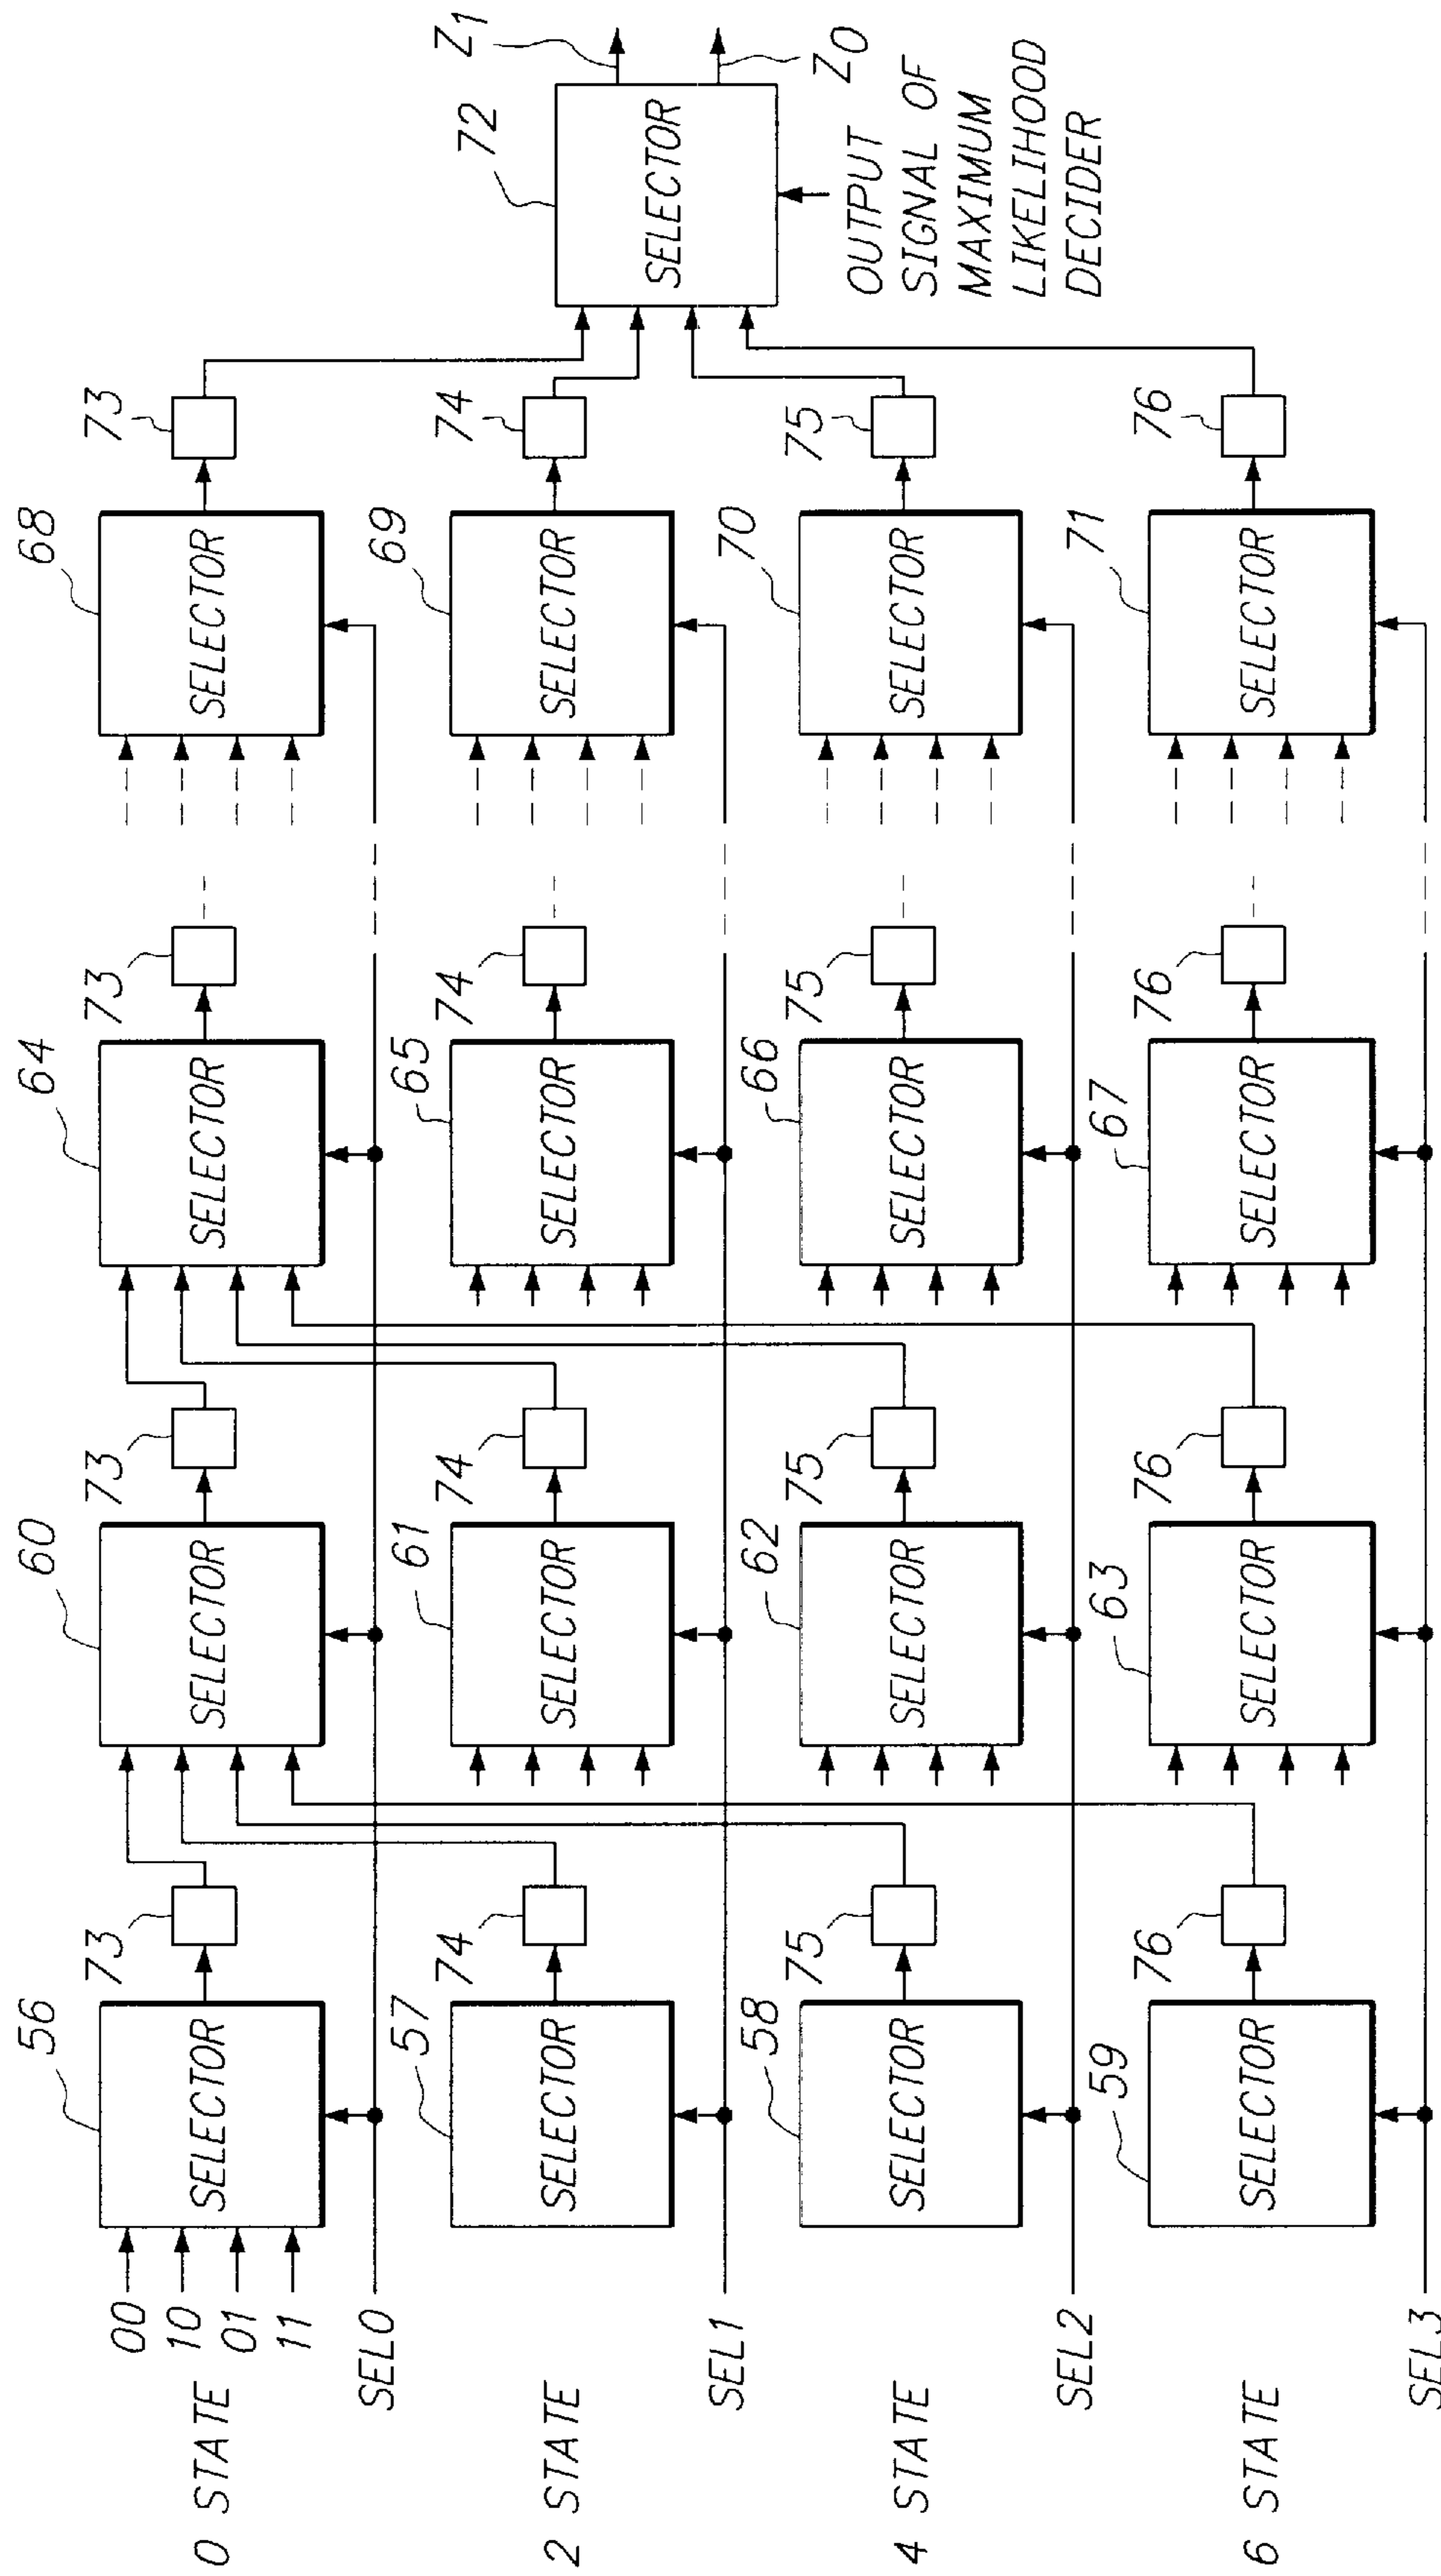 0 STATE
00
10
01
11
56
SELECTOR
73
60
SELECTOR
73
64
SELECTOR
73
68
SELECTOR
73
SEL0
2 STATE
57
SELECTOR
74
61
SELECTOR
74
65
SELECTOR
74
69
SELECTOR
74
SEL1
4 STATE
58
SELECTOR
75
62
SELECTOR
75
66
SELECTOR
75
70
SELECTOR
75
SEL2
6 STATE
59
SELECTOR
76
63
SELECTOR
76
67
SELECTOR
76
71
SELECTOR
76
SEL3
72
SELECTOR
Z1
Z0
OUTPUT
SIGNAL OF
MAXIMUM
LIKELIHOOD
DECIDER